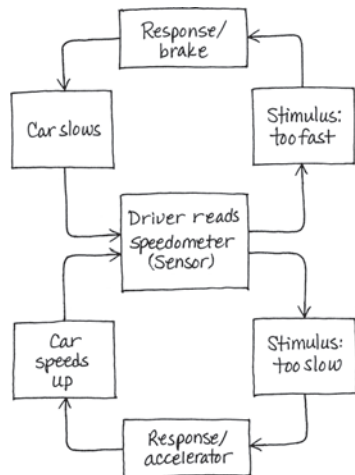 Response/
brake
Car slows
Stimulus:
too fast
Driver reads
speedometer
(Sensor)
Car
speeds
up
Stimulus:
too slow
Response/
accelerator